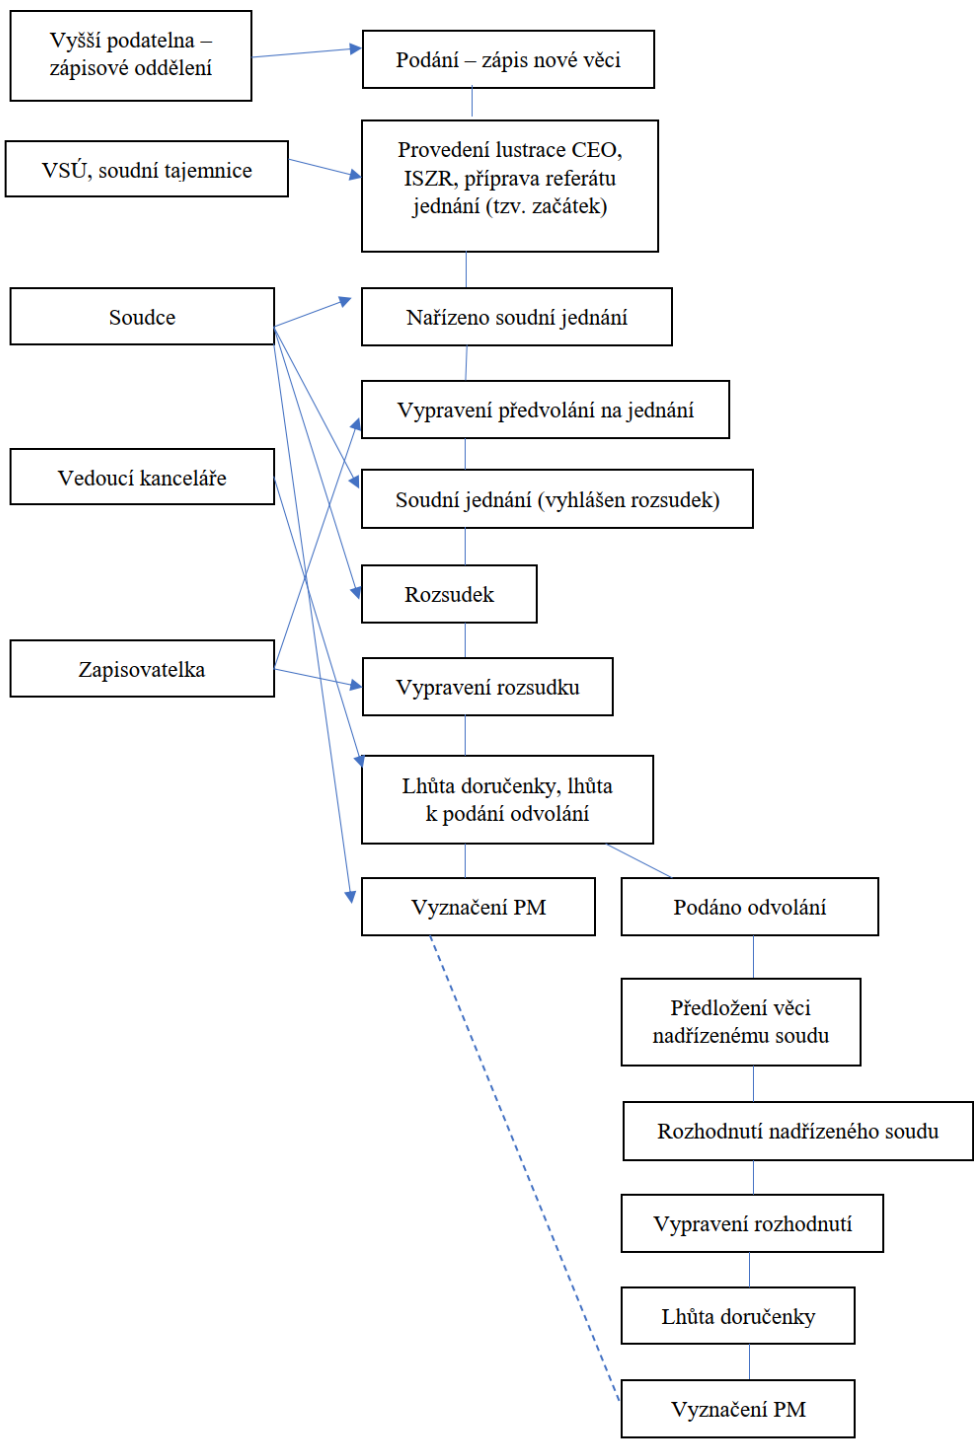 Vyšší podatelna –
zápisové oddělení
Podání – zápis nové věci
VSÚ, soudní tajemnice
Provedení lustrace CEO,
ISZR, příprava referátu
jednání (tzv. začátek)
Soudce
Nařízeno soudní jednání
Vypravení předvolání na jednání
Vedoucí kanceláře
Soudní jednání (vyhlášen rozsudek)
Rozsudek
Zapisovatelka
Vypravení rozsudku
Lhůta doručenky, lhůta
k podání odvolání
Vyznačení PM
Podáno odvolání
Předložení věci
nadřízenému soudu
Rozhodnutí nadřízeného soudu
Vypravení rozhodnutí
Lhůta doručenky
Vyznačení PM